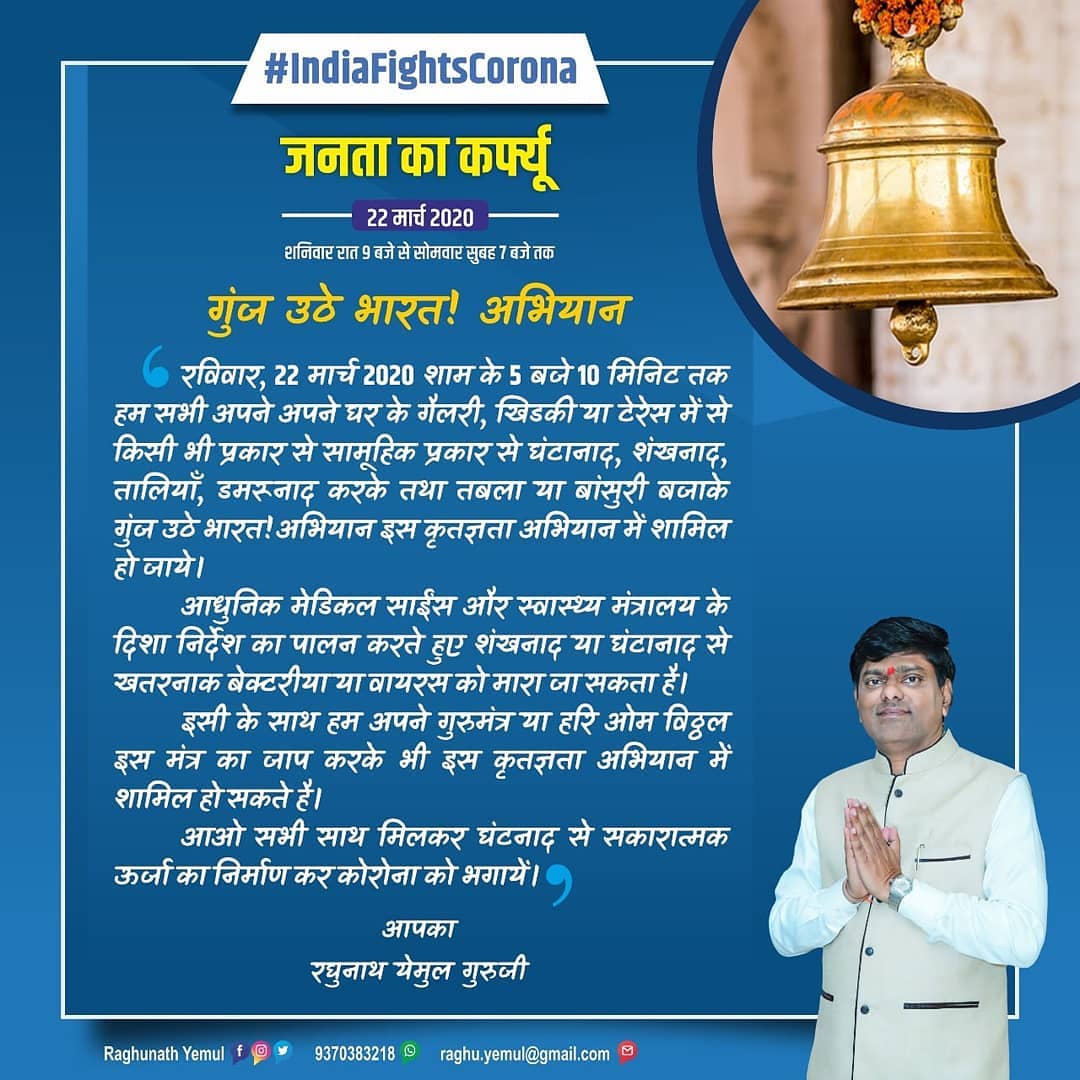 #IndiaFightsCorona
जनता का कर्फ्यू
22 मार्च 2020
शनिवार रात 9 बजे से सोमवार सुबह 7 बजे तक
गुंज उठे भारत! अभियान
‘ रविवार, 22 मार्च 2020 शाम के 5 बजे 10 मिनिट तक
हम सभी अपने अपने घर के गैलरी, खिडकी या टेरेस में से
किसी भी प्रकार से सामूहिक प्रकार से घंटानाद, शंखनाद,
तालियाँ, डमरूनाद करके तथा तबला या बांसुरी बजाके
गुंज उठे भारत! अभियान इस कृतज्ञता अभियान में शामिल
हो जाये।
आधुनिक मेडिकल साईंस और स्वास्थ्य मंत्रालय के
दिशा निर्देश का पालन करते हुए शंखनाद या घंटानाद से
खतरनाक बेक्टरीया या वायरस को मारा जा सकता है।
इसी के साथ हम अपने गुरुमंत्र या हरि ओम विठ्ठल
इस मंत्र का जाप करके भी इस कृतज्ञता अभियान में
शामिल हो सकते है।
आओ सभी साथ मिलकर घंटनाद से सकारात्मक
ऊर्जा का निर्माण कर कोरोना को भगायें। ’
आपका
रघुनाथ येमुल गुरुजी
Raghunath Yemul 9370383218 raghu.yemul@gmail.com